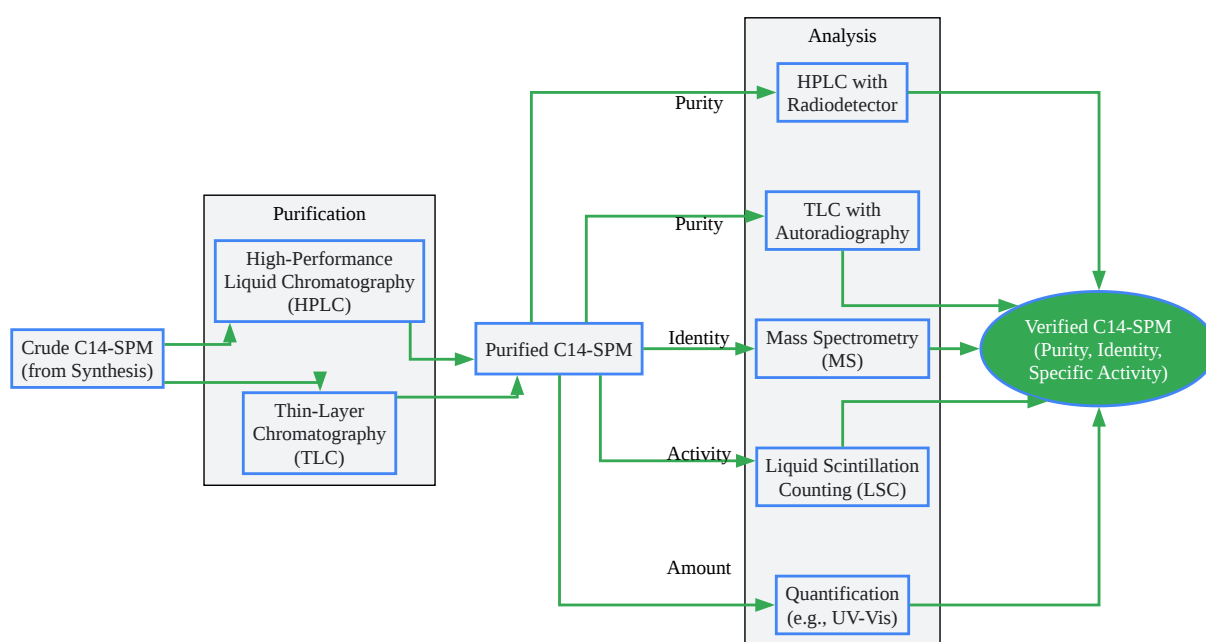 Crude C14-SPM
(from Synthesis)
Purification
High-Performance
Liquid Chromatography
(HPLC)
Thin-Layer
Chromatography
(TLC)
Purified C14-SPM
Purity
Purity
Identity
Activity
Amount
Analysis
HPLC with
Radiodetector
TLC with
Autoradiography
Mass Spectrometry
(MS)
Liquid Scintillation
Counting (LSC)
Quantification
(e.g., UV-Vis)
Verified C14-SPM
(Purity, Identity,
Specific Activity)